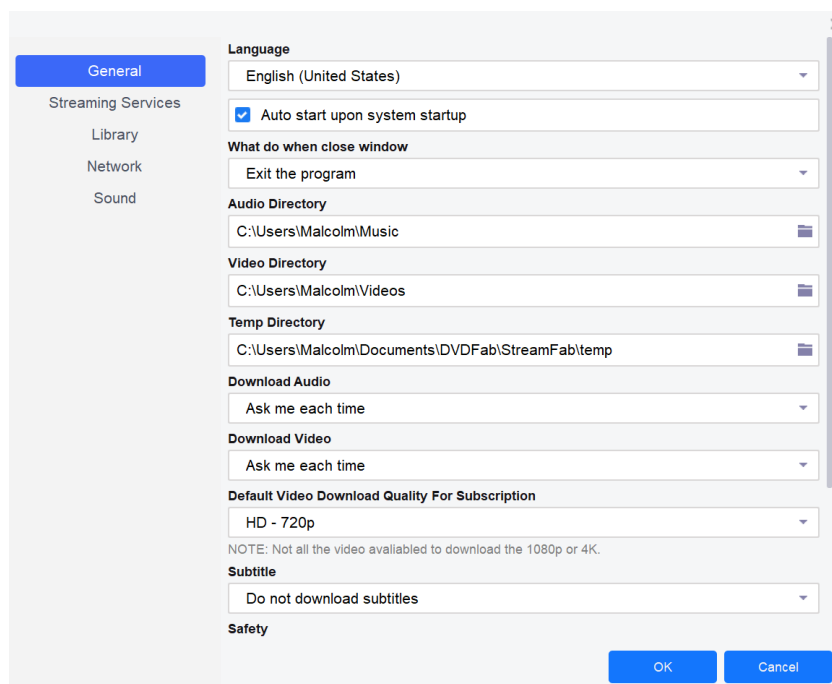 General
Streaming Services
Library
Network
Sound
Language
English (United States)
Auto start upon system startup
What do when close window
Exit the program
Audio Directory
C:\Users\Malcolm\Music
Video Directory
C:\Users\Malcolm\Videos
Temp Directory
C:\Users\Malcolm\Documents\DVDFab\StreamFab\temp
Download Audio
Ask me each time
Download Video
Ask me each time
Default Video Download Quality For Subscription
HD - 720p
NOTE: Not all the video avaliabled to download the 1080p or 4K.
Subtitle
Do not download subtitles
Safety
OK
Cancel